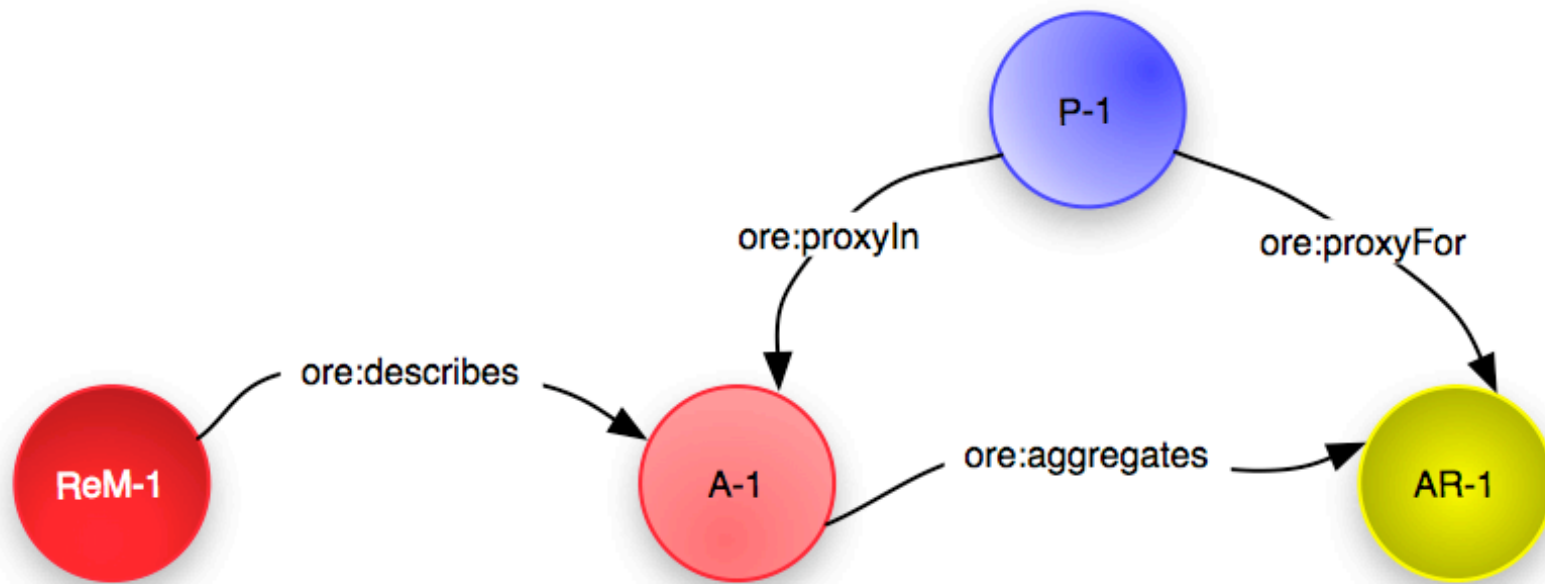 P-1
ore:proxyIn
ore:proxyFor
ore:describes
ore:aggregates
ReM-1
A-1
AR-1